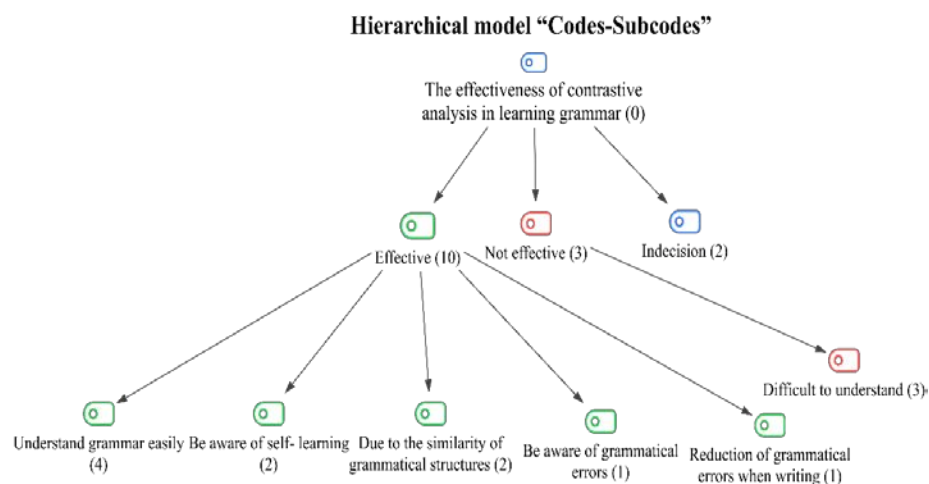 Hierarchical model “Codes-Subcodes”
The effectiveness of contrastive
analysis in learning grammar (0)
Effective (10)
Not effective (3)
Indecision (2)
Difficult to understand (3)
Understand grammar easily
(4)
Be aware of self- learning
(2)
Due to the similarity of
grammatical structures (2)
Be aware of grammatical
errors (1)
Reduction of grammatical
errors when writing (1)